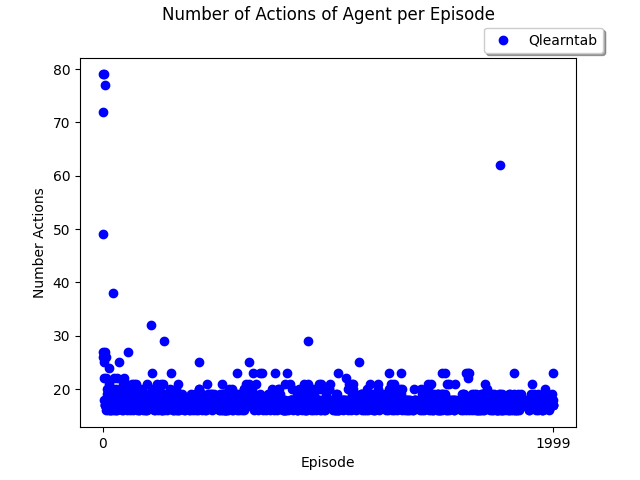 Number of Actions of Agent per Episode
Qlearntab
80
70
60
50
40
30
20
Number Actions
0
1999
Episode